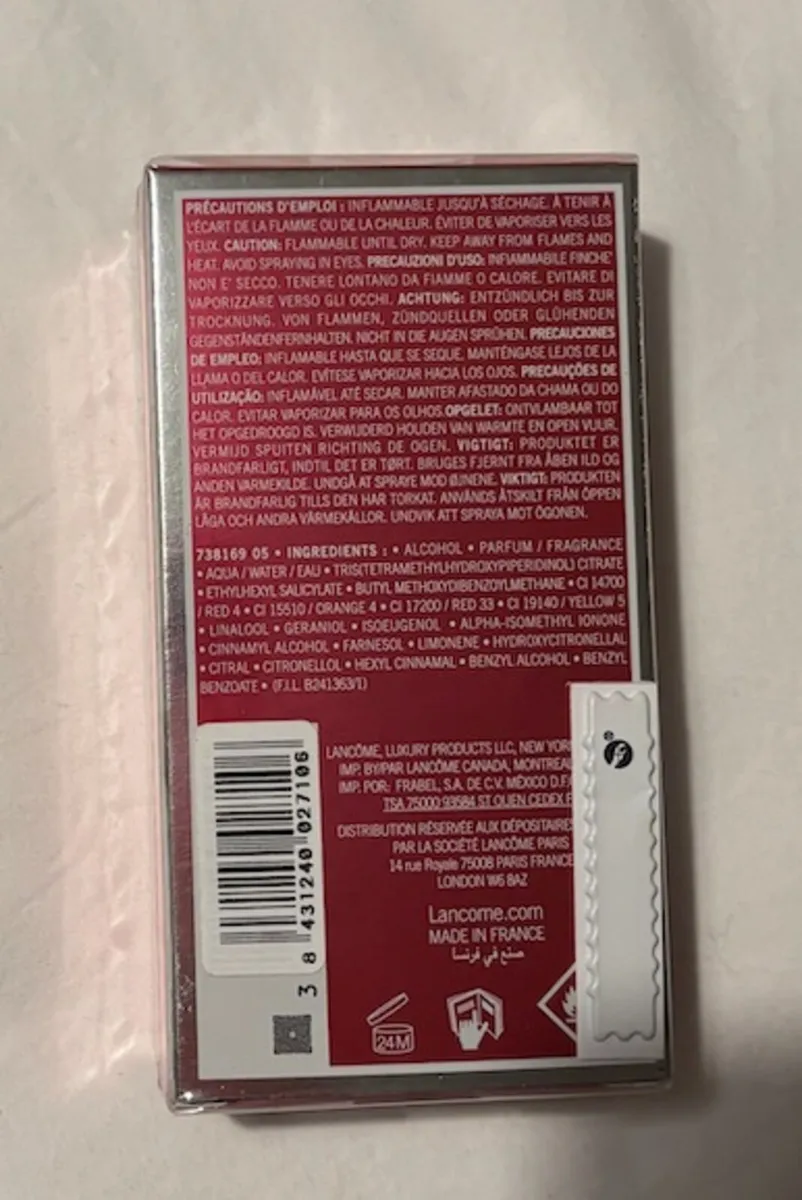 PRÉCAUTIONS D'EMPLOI : INFLAMMABLE JUSQU'À SÉCHAGE. À TENIR À
L'ÉCART DE LA FLAMME OU DE LA CHALEUR. ÉVITER DE VAPORISER VERS LES
YEUX. CAUTION: FLAMMABLE UNTIL DRY. KEEP AWAY FROM FLAMES AND
HEAT. AVOID SPRAYING IN EYES. PRECAUZIONI D'USO: INFIAMMABILE FINCHE'
NON E' SECCO. TENERE LONTANO DA FIAMME O CALORE. EVITARE DI
VAPORIZZARE VERSO GLI OCCHI. ACHTUNG: ENTZÜNDLICH BIS ZUR
TROCKNUNG. VON FLAMMEN, ZÜNDQUELLEN ODER GLÜHENDEN
GEGENSTÄNDENFERNHALTEN. NICHT IN DIE AUGEN SPRÜHEN. PRECAUCIONES
DE EMPLEO: INFLAMABLE HASTA QUE SE SEQUE. MANTÉNGASE LEJOS DE LA
LLAMA O DEL CALOR. EVÍTESE VAPORIZAR HACIA LOS OJOS. PRECAUÇÕES DE
UTILIZAÇÃO: INFLAMÁVEL ATÉ SECAR. MANTER AFASTADO DA CHAMA OU DO
CALOR. EVITAR VAPORIZAR PARA OS OLHOS.OPGELET: ONTVLAMBAAR TOT
HET OPGEDROOGD IS. VERWIJDERD HOUDEN VAN WARMTE EN OPEN VUUR.
VERMIJD SPUITEN RICHTING DE OGEN. VIGTIGT: PRODUKTET ER
BRANDFARLIGT, INDTIL DET ER TØRT. BRUGES FJERNT FRA ÅBEN ILD OG
ANDEN VARMEKILDE. UNDGÅ AT SPRAYE MOD ØJNENE. VIKTIGT: PRODUKTEN
ÄR BRANDFARLIG TILLS DEN HAR TORKAT. ANVÄNDS ÅTSKILT FRÅN ÖPPEN
LÅGA OCH ANDRA VÄRMEKÄLLOR. UNDVIK ATT SPRAYA MOT ÖGONEN.
738169 05 • INGREDIENTS : • ALCOHOL • PARFUM / FRAGRANCE
• AQUA / WATER / EAU • TRIS(TETRAMETHYLHYDROXYPIPERIDINOL) CITRATE
• ETHYLHEXYL SALICYLATE • BUTYL METHOXYDIBENZOYLMETHANE • CI 14700
/ RED 4 • CI 15510 / ORANGE 4 • CI 17200 / RED 33 • CI 19140 / YELLOW 5
• LINALOOL • GERANIOL • ISOEUGENOL • ALPHA-ISOMETHYL IONONE
• CINNAMYL ALCOHOL • FARNESOL • LIMONENE • HYDROXYCITRONELLAL
• CITRAL • CITRONELLOL • HEXYL CINNAMAL • BENZYL ALCOHOL • BENZYL
BENZOATE • (F.I.L. B241363/1)
LANCÔME, LUXURY PRODUCTS LLC, NEW YORK
IMP. BY/PAR LANCÔME CANADA, MONTREAL
IMP. POR: FRABEL, S.A. DE C.V. MÉXICO D.F.
TSA 75000 93584 ST. OUEN CEDEX
DISTRIBUTION RÉSERVÉE AUX DÉPOSITAIRES
PAR LA SOCIÉTÉ LANCÔME PARIS
14 rue Royale 75008 PARIS FRANCE
LONDON W6 8AZ
Lancome.com
MADE IN FRANCE
صنع في فرنسا
24M
8 431240 027106
3